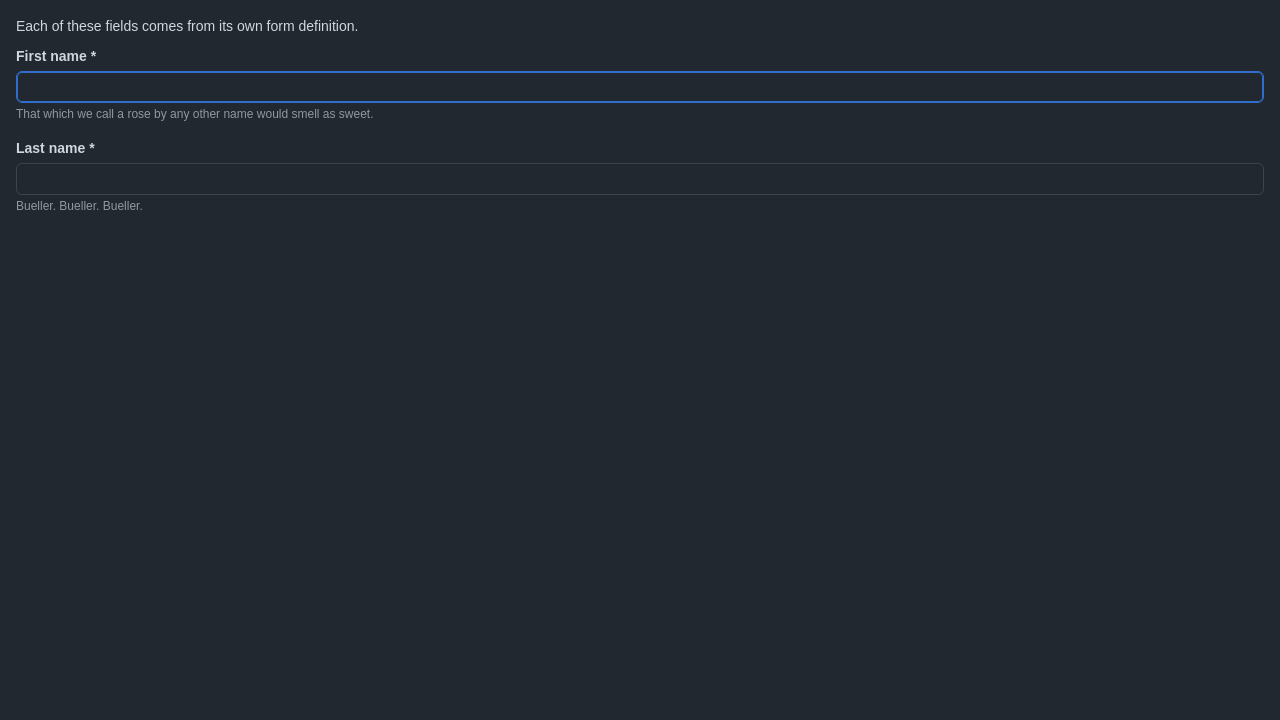 Each of these fields comes from its own form definition.
First name *
That which we call a rose by any other name would smell as sweet.
Last name *
Bueller. Bueller. Bueller.